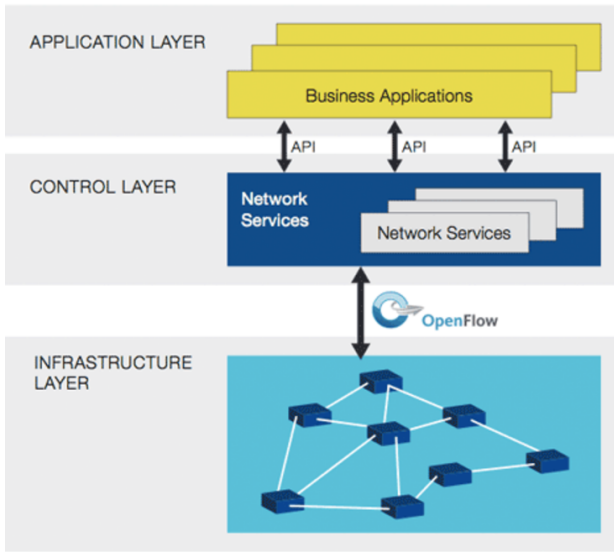 APPLICATION LAYER
Business Applications
API
API
API
CONTROL LAYER
Network
Services
Network Services
OpenFlow
INFRASTRUCTURE
LAYER